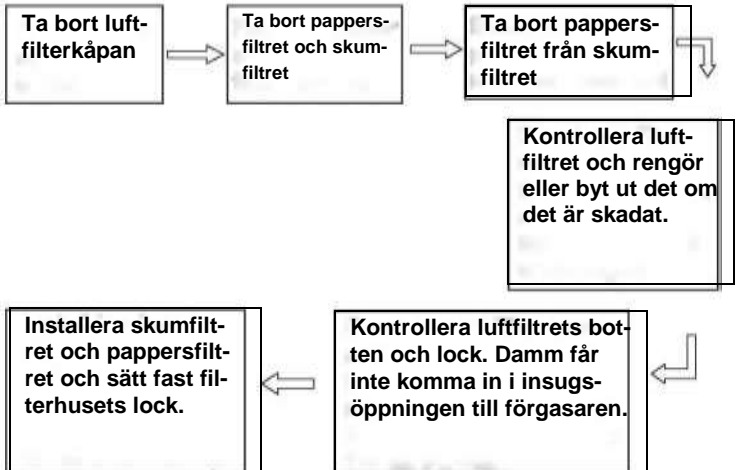 Ta bort luft-
filterkåpan
Ta bort pappers-
filtret och skum-
filtret
Ta bort pappers-
filtret från skum-
filtret
Kontrollera luft-
filtret och rengör
eller byt ut det om
det är skadat.
Kontrollera luftfiltrets bot-
ten och lock. Damm får
inte komma in i insugs-
öppningen till förgasaren.
Installera skumfilt-
ret och pappersfilt-
ret och sätt fast fil-
terhusets lock.